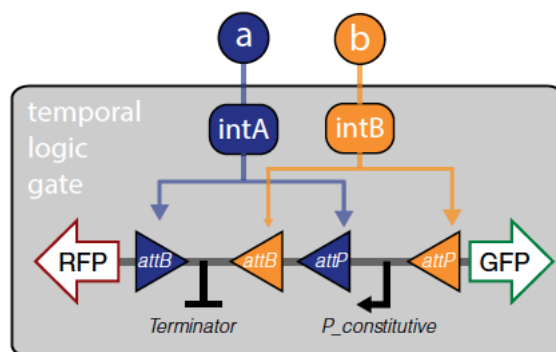 a
b
temporal
logic
gate
intA
intB
RFP
attB
attB
attP
attP
GFP
Terminator
P_constitutive